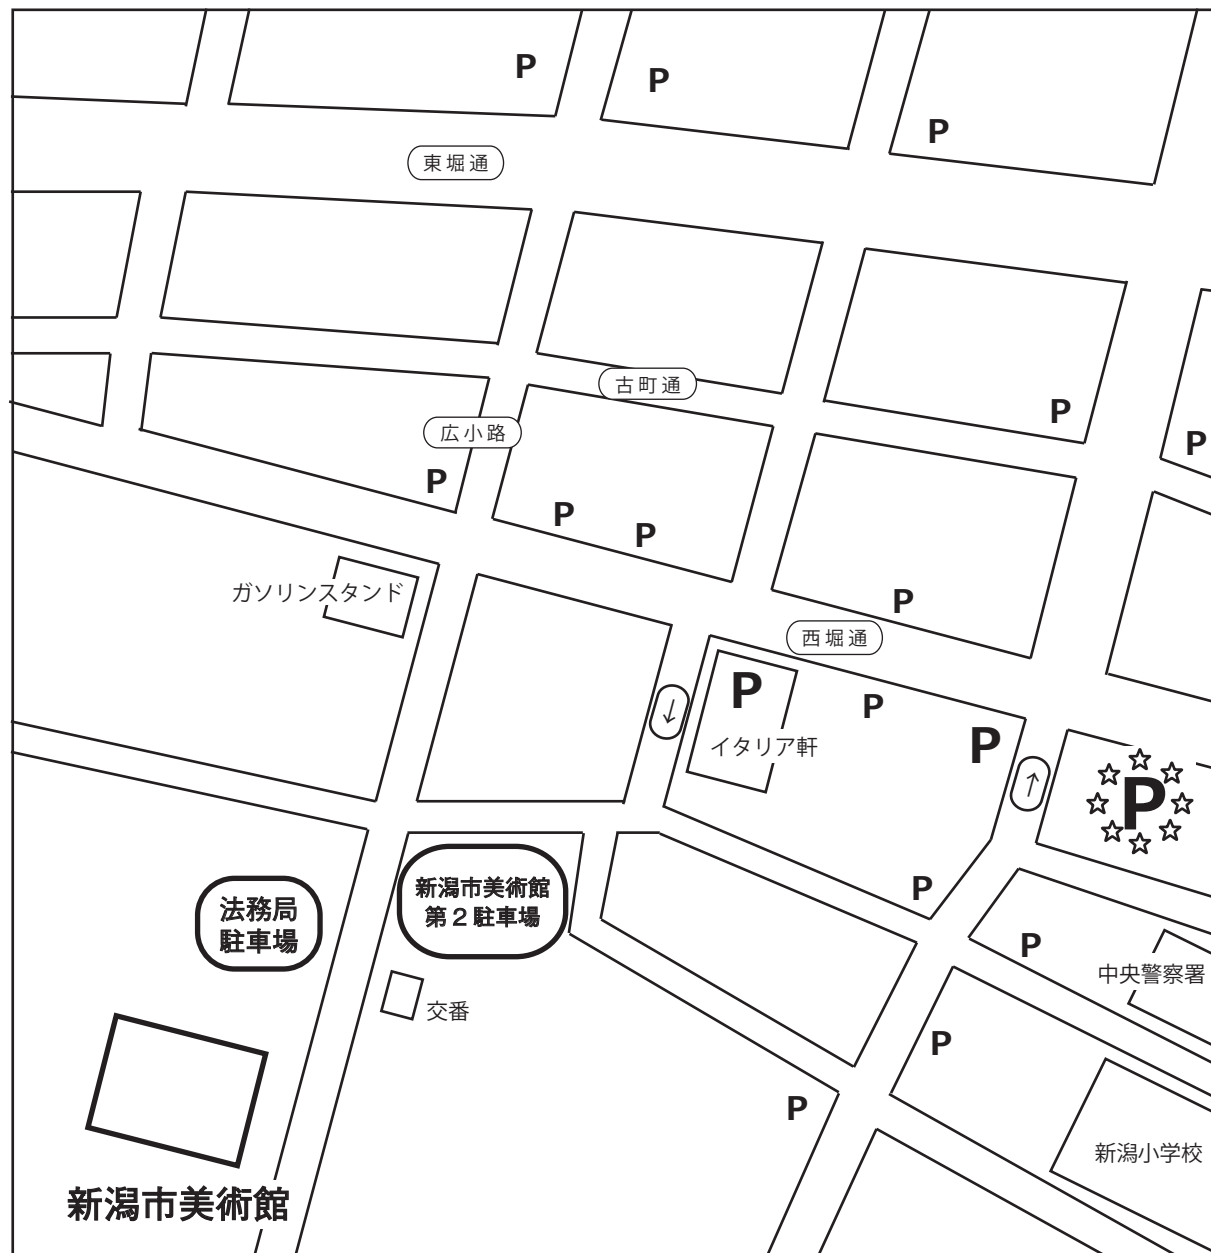 P
P
P
東堀通
古町通
P
広小路
P
P
P
P
ガソリンスタンド
P
西堀通
P
P
↓
イタリア軒
P
↑
P
法務局
駐車場
新潟市美術館
第2駐車場
P
P
中央警察署
交番
P
P
新潟小学校
新潟市美術館